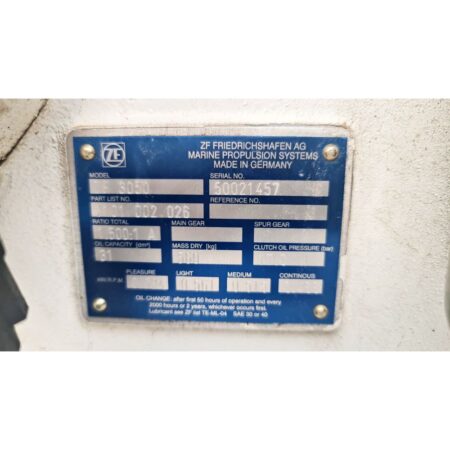 ZF
ZF FRIEDRICHSHAFEN AG
MARINE PROPULSION SYSTEMS
MADE IN GERMANY
MODEL SERIAL NO.
50021457
PART LIST NO. REFERENCE NO.
002 026
RATIO TOTAL MAIN GEAR SPUR GEAR
OIL CAPACITY [dm³] MASS DRY [kg] CLUTCH OIL PRESSURE (bar)
PLEASURE LIGHT MEDIUM CONTINOUS
OIL CHANGE: after first 50 hours of operation and every
2000 hours or 2 years, whichever occurs first.
Lubricant see ZF list TE-ML-04 SAE 30 or 40